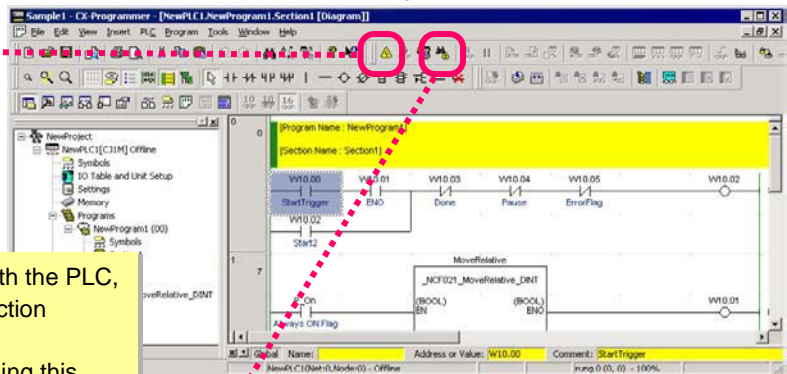 Sample1 - CX-Programmer - [NewPLC1.NewProgram1.Section1 [Diagram]]
File Edit View Insert PLC Program Tools Window Help
NewProject
NewPLC1[CJ1M] Offline
Symbols
IO Table and Unit Setup
Settings
Memory
Programs
NewProgram1 (00)
Symbols
oveRelative_DINT
th the PLC,
ction
ing this
0
0
[Program Name : NewProgram1]
[Section Name : Section1]
W10.00 W10.01 W10.03 W10.04 W10.05 W10.02
StartTrigger ENO Done Pause ErrorFlag
W10.02
Start2
1
7
MoveRelative
_NCF021_MoveRelative_DINT
P_On (BOOL) (BOOL) W10.01
EN ENO
Always ON Flag
Global Name: Address or Value: W10.00 Comment: StartTrigger
NewPLC1(Net:0,Node:0) - Offline rung 0 (0, 0) - 100%